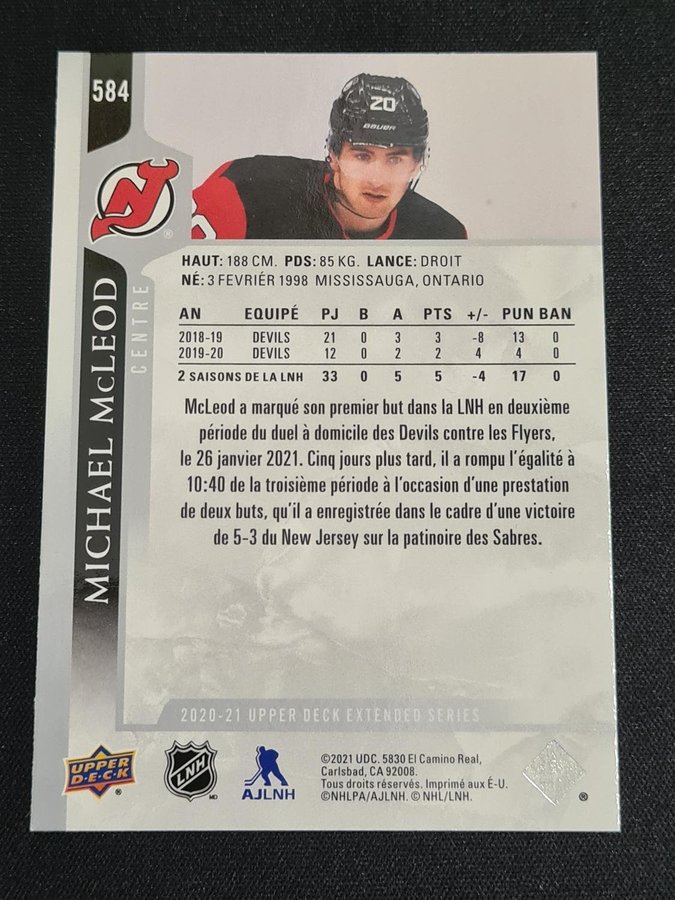 584
20
BAUER
MICHAEL McLEOD
CENTRE
HAUT: 188 CM. PDS: 85 KG. LANCE: DROIT
NÉ: 3 FEVRIÉR 1998 MISSISSAUGA, ONTARIO
AN EQUIPÉ PJ B A PTS +/- PUN BAN
2018-19 DEVILS 21 0 3 3 -8 13 0
2019-20 DEVILS 12 0 2 2 4 4 0
2 SAISONS DE LA LNH 33 0 5 5 -4 17 0
McLeod a marqué son premier but dans la LNH en deuxième
période du duel à domicile des Devils contre les Flyers,
le 26 janvier 2021. Cinq jours plus tard, il a rompu l'égalité à
10:40 de la troisième période à l'occasion d'une prestation
de deux buts, qu'il a enregistrée dans le cadre d'une victoire
de 5-3 du New Jersey sur la patinoire des Sabres.
2020-21 UPPER DECK EXTENDED SERIES
UPPER DECK ®
LNH MD
AJLNH
©2021 UDC. 5830 El Camino Real,
Carlsbad, CA 92008.
Tous droits réservés. Imprimé aux É-U.
©NHLPA/AJLNH. © NHL/LNH.
®